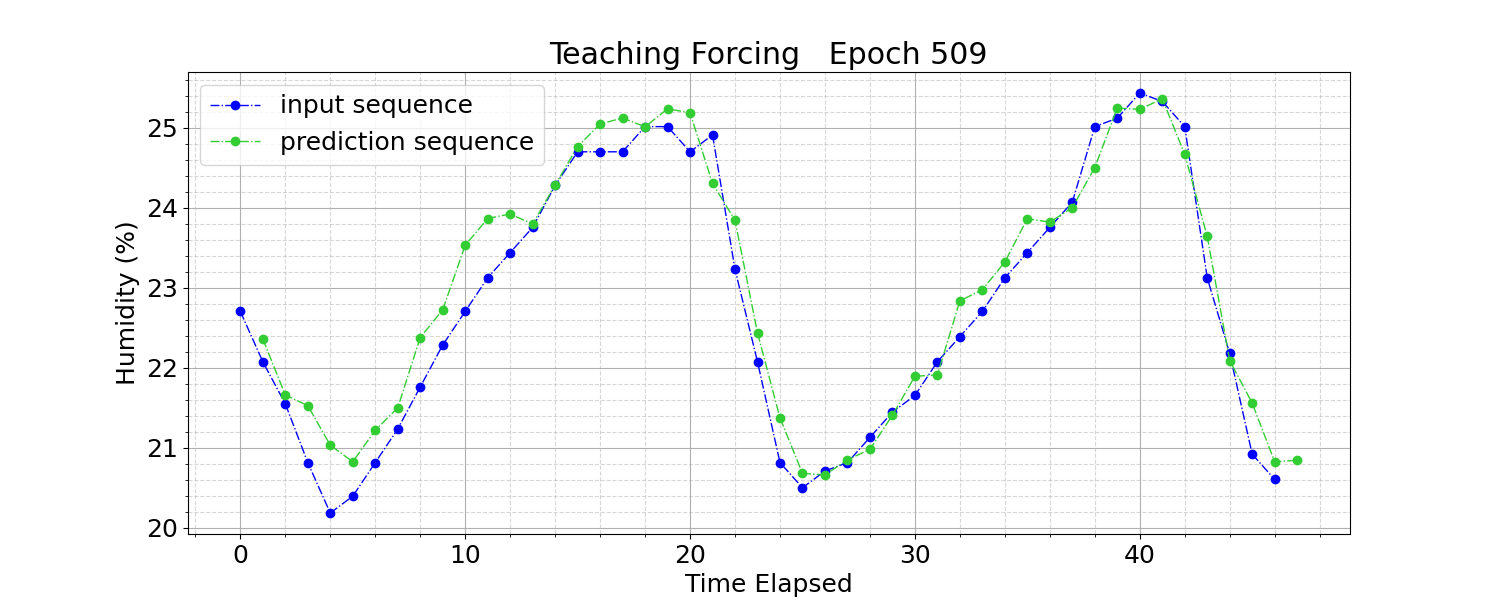 Teaching Forcing   Epoch 509
input sequence
prediction sequence
Humidity (%)
25
24
23
22
21
20
0 10 20 30 40
Time Elapsed